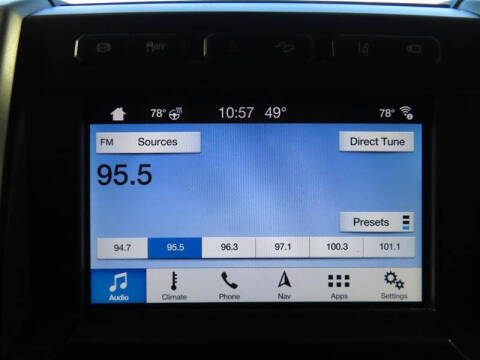 OFF
78° 10:57 49° 78°
FM Sources Direct Tune
95.5
Presets
94.7 95.5 96.3 97.1 100.3 101.1
Audio Climate Phone Nav Apps Settings